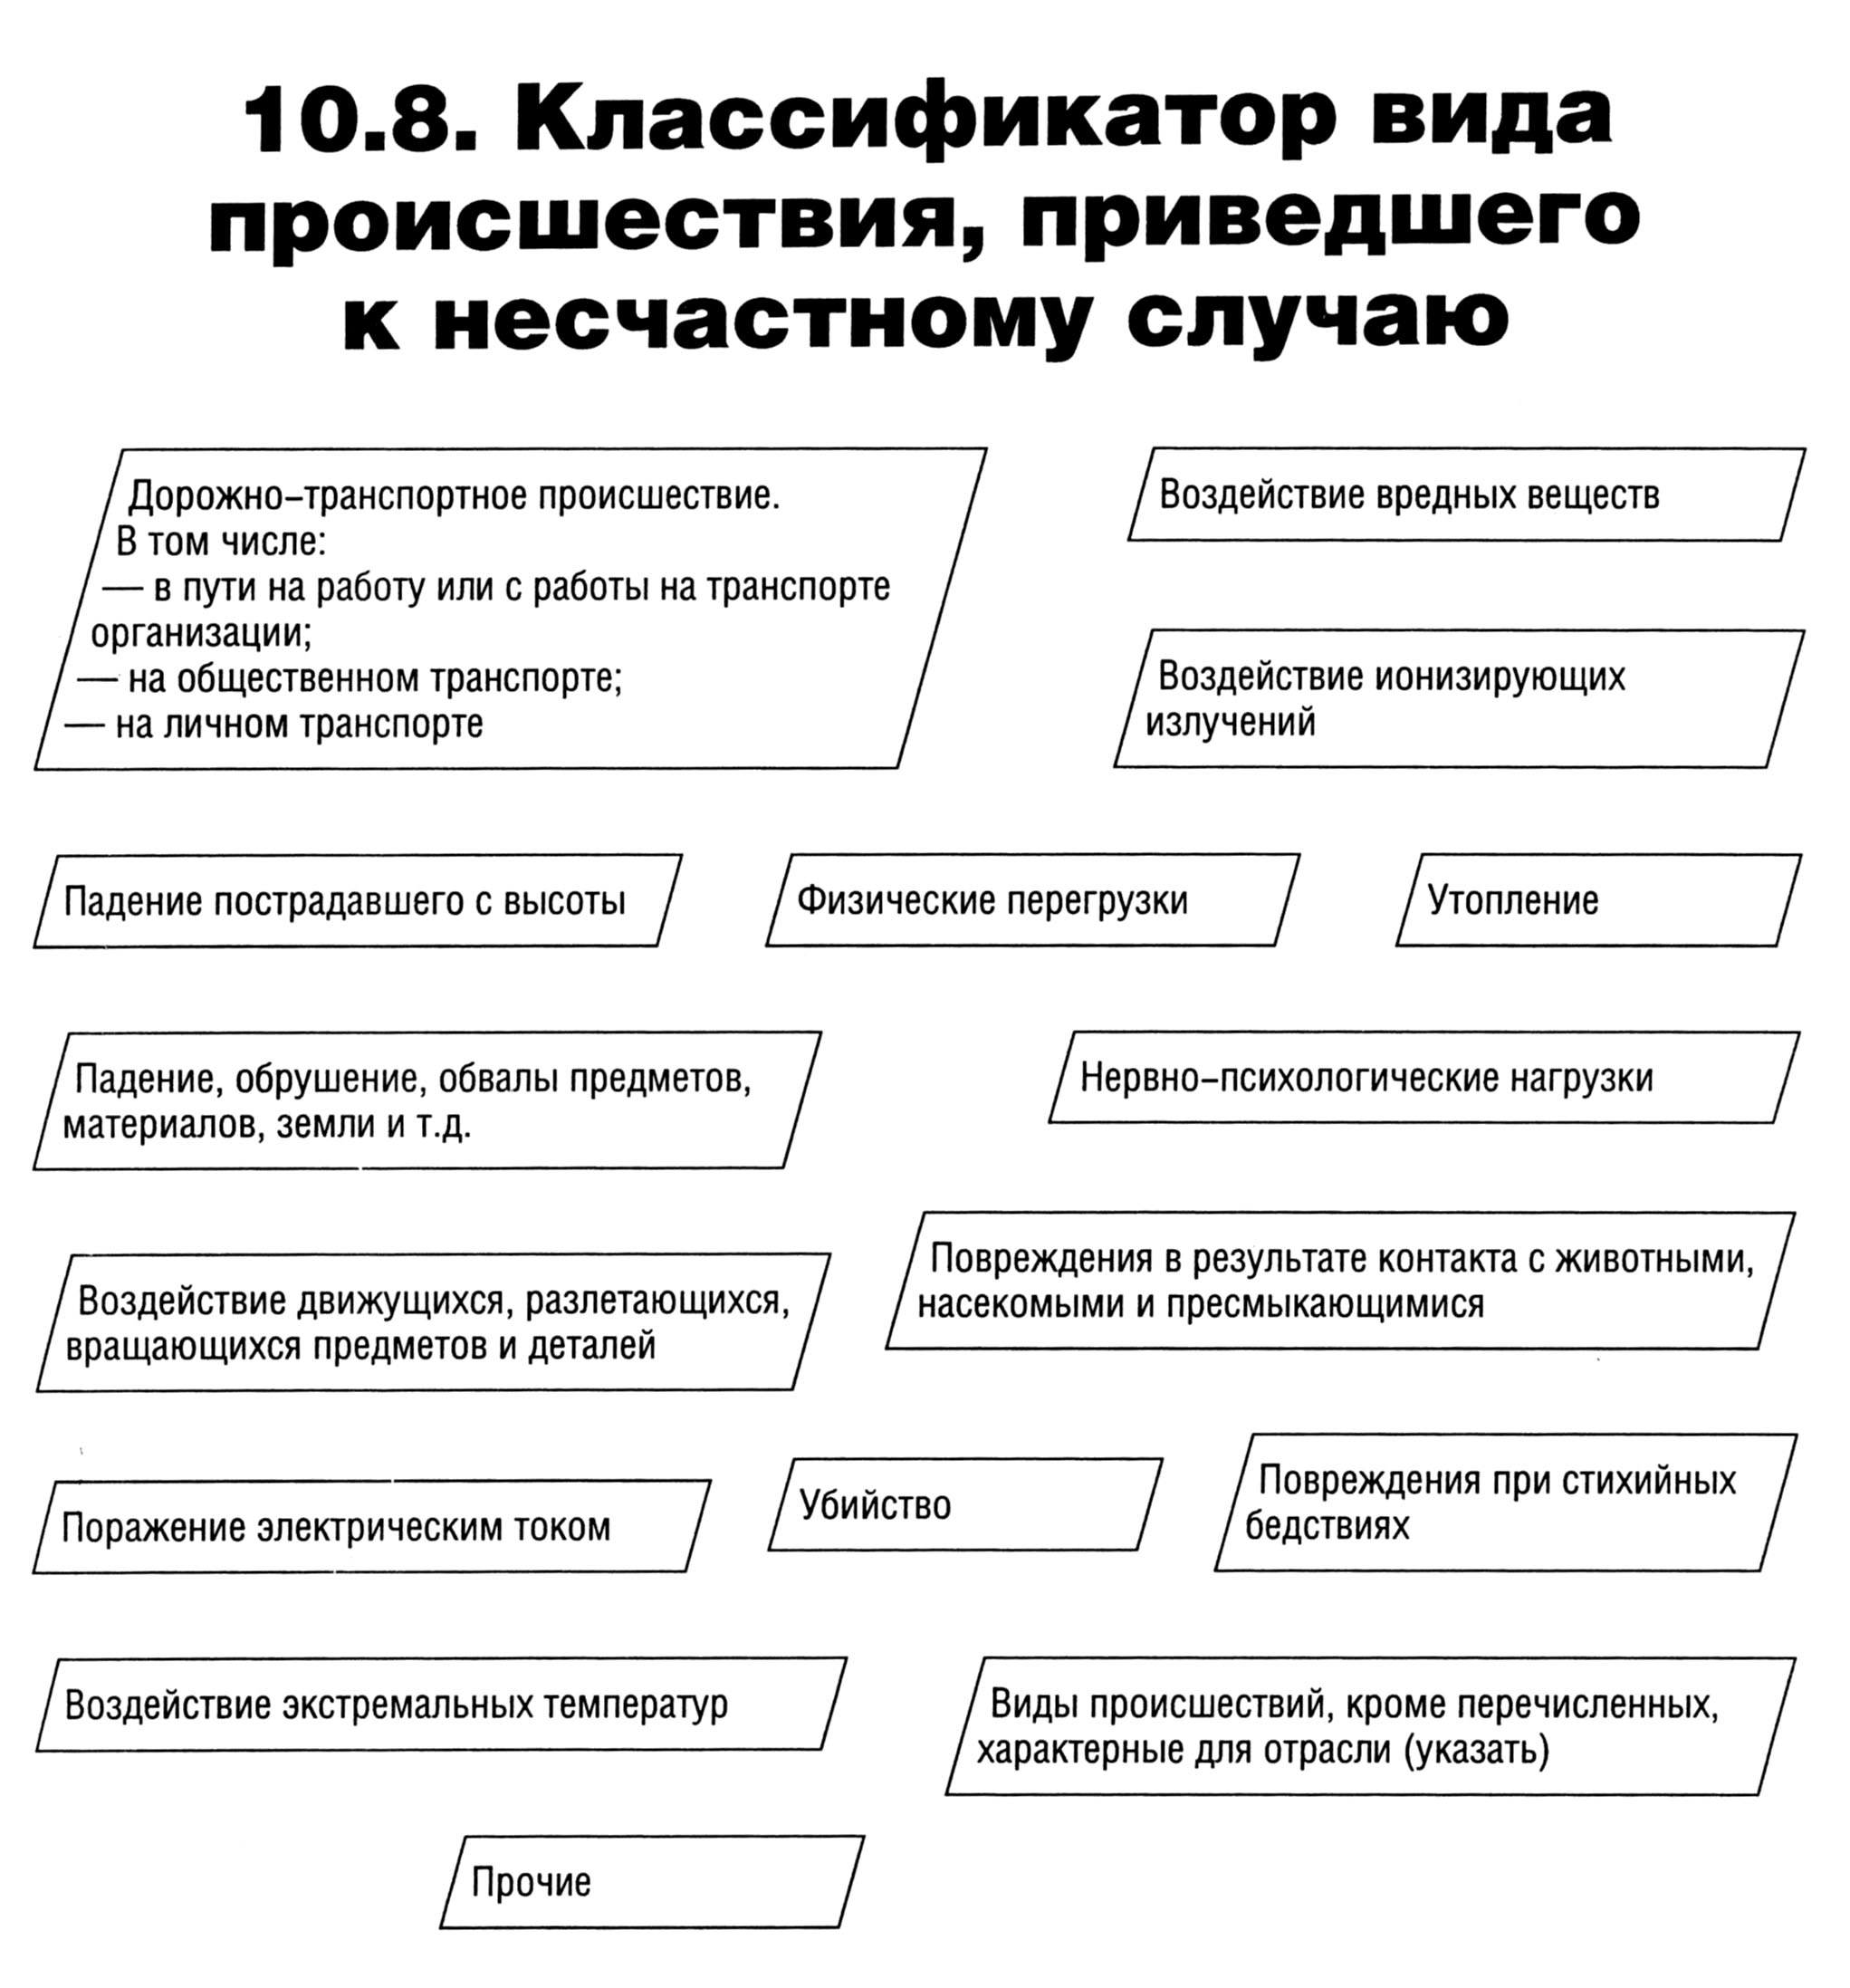 10.8. Классификатор вида
происшествия, приведшего
к несчастному случаю
Дорожно–транспортное происшествие.
В том числе:
— в пути на работу или с работы на транспорте
организации;
— на общественном транспорте;
— на личном транспорте
Воздействие вредных веществ
Воздействие ионизирующих
излучений
Падение пострадавшего с высоты
Физические перегрузки
Утопление
Падение, обрушение, обвалы предметов,
материалов, земли и т.д.
Нервно–психологические нагрузки
Воздействие движущихся, разлетающихся,
вращающихся предметов и деталей
Повреждения в результате контакта с животными,
насекомыми и пресмыкающимися
Поражение электрическим током
Убийство
Повреждения при стихийных
бедствиях
Воздействие экстремальных температур
Виды происшествий, кроме перечисленных,
характерные для отрасли (указать)
Прочие